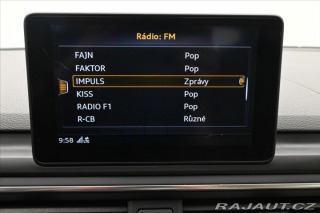 Rádio: FM
FAJN Pop
FAKTOR Pop
IMPULS Zprávy
KISS Pop
RADIO F1 Pop
R-CB Různé
9:58
RAJAUT.CZ